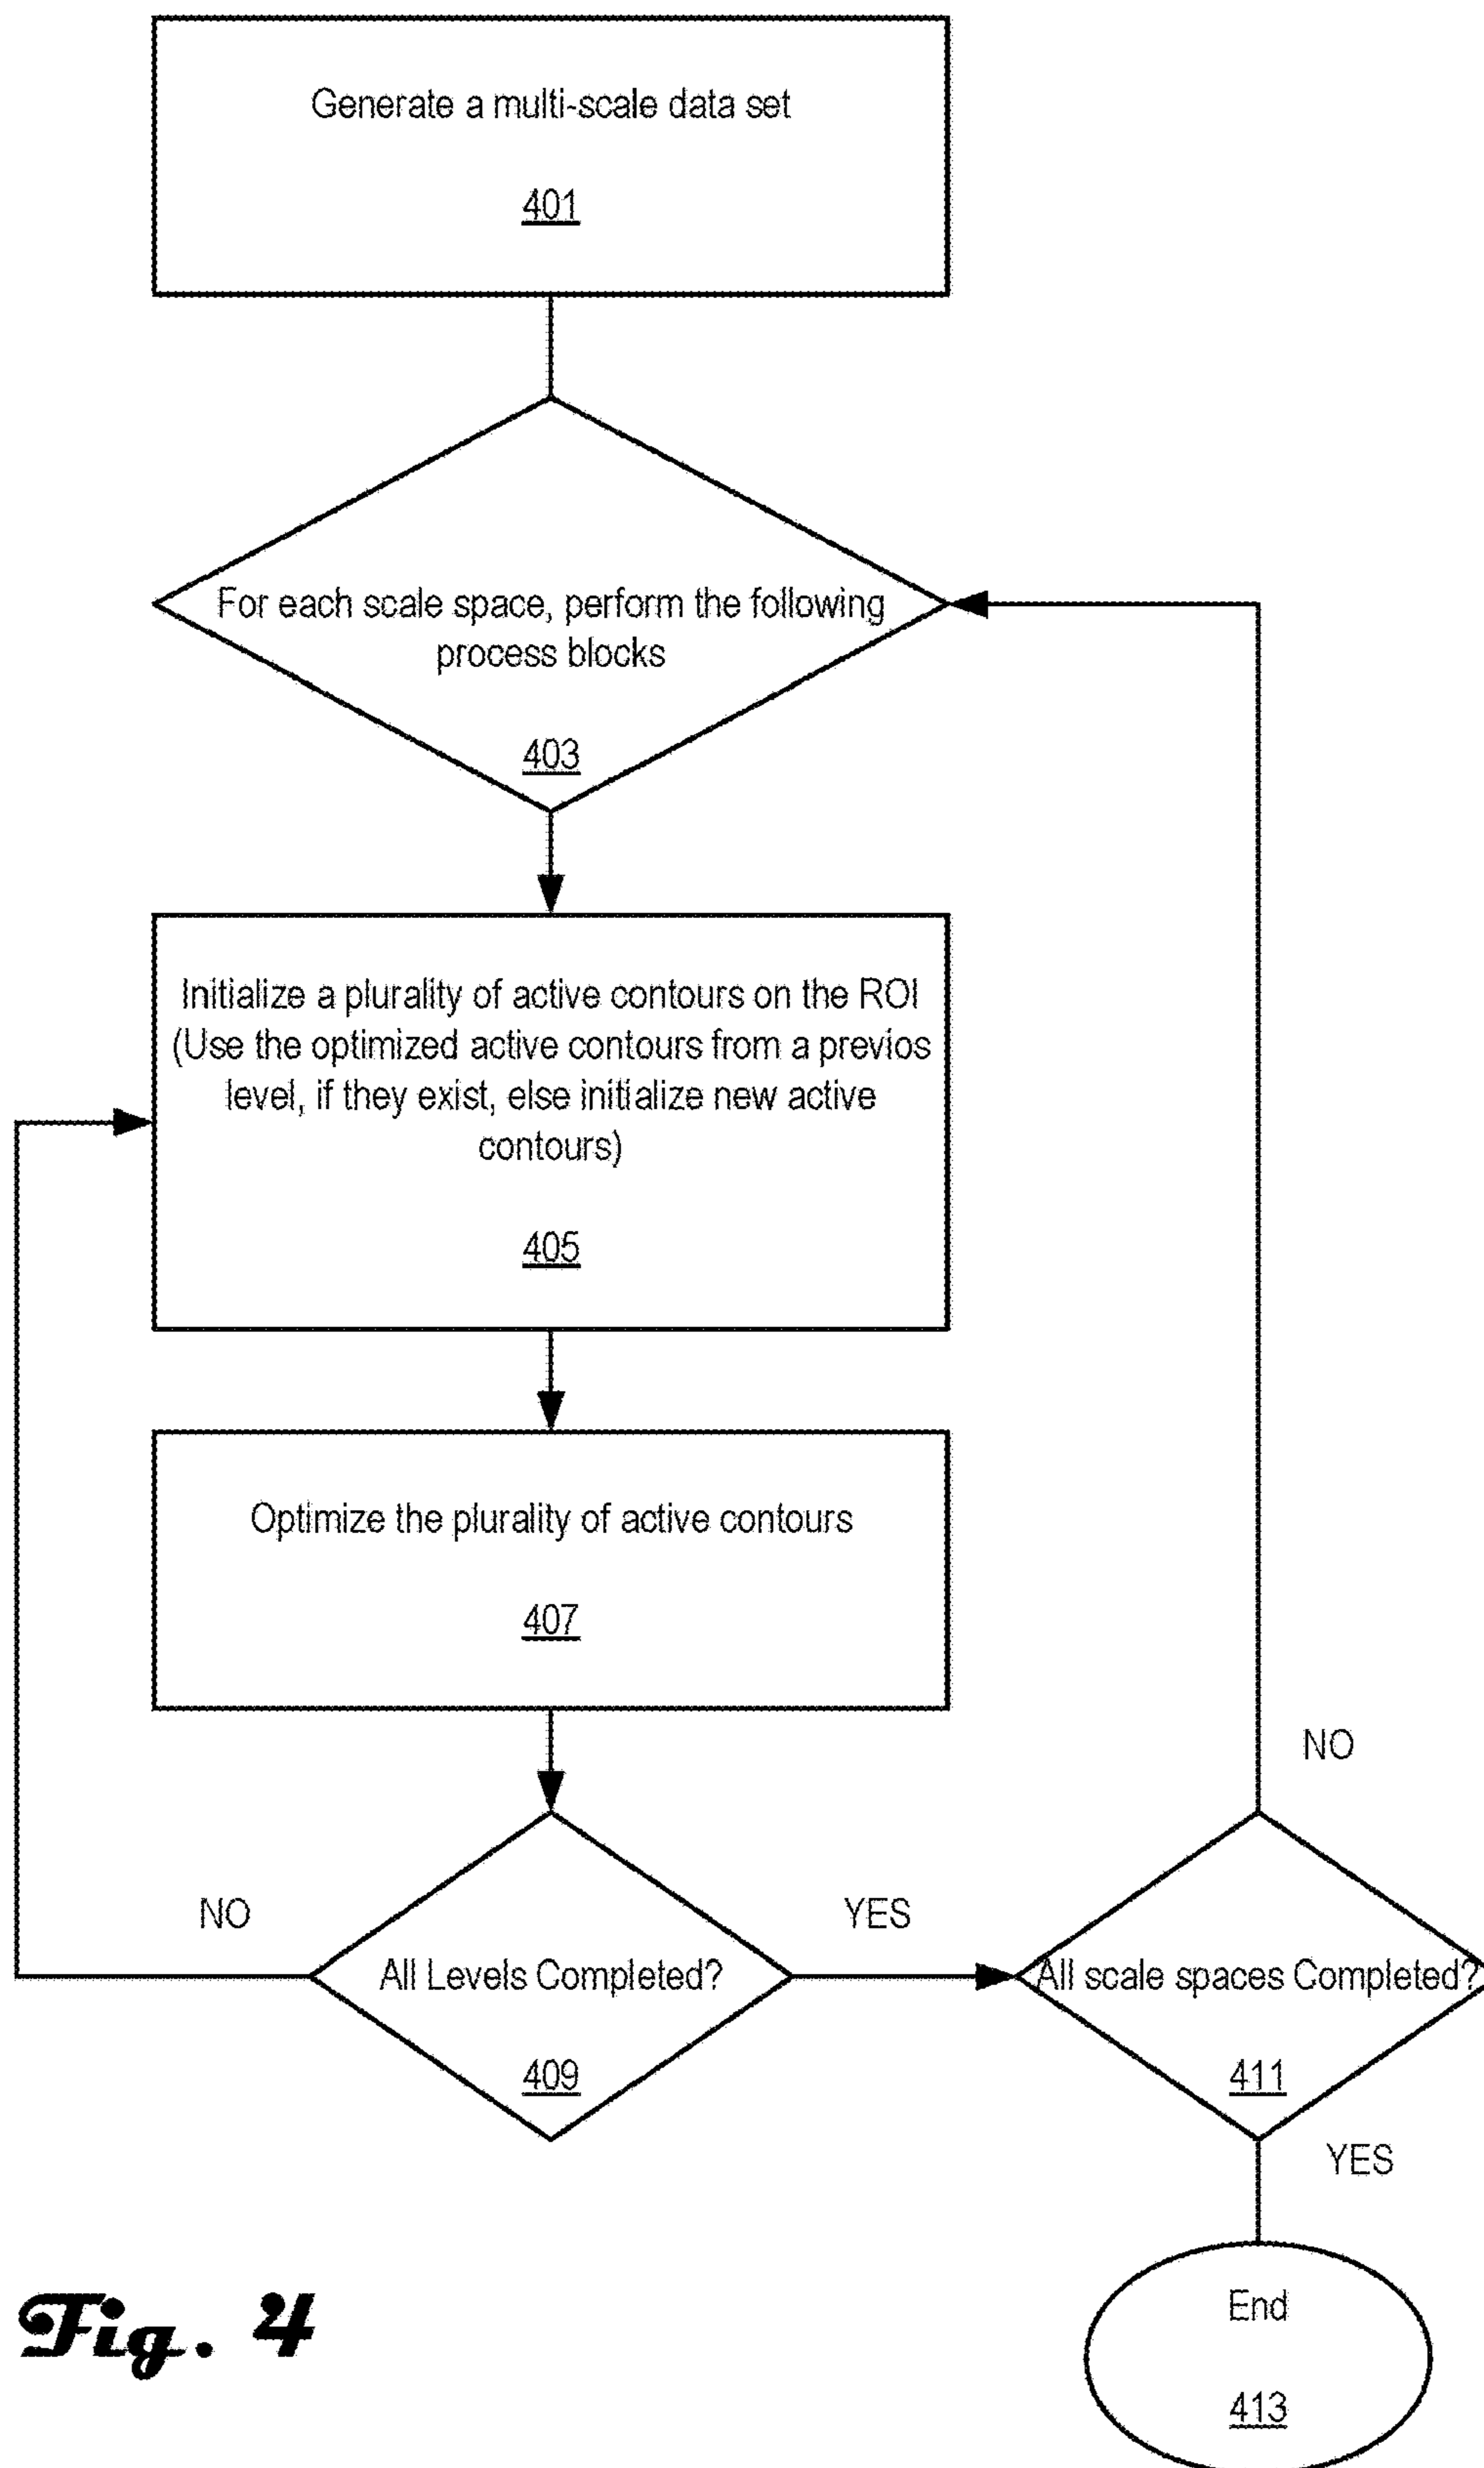 Generate a multi-scale data set
401
For each scale space, perform the following
process blocks
403
Initialize a plurality of active contours on the ROI
(Use the optimized active contours from a previos
level, if they exist, else initialize new active
contours)
405
Optimize the plurality of active contours
407
NO
NO
YES
All Levels Completed?
409
All scale spaces Completed?
411
YES
End
413
Fig. 4